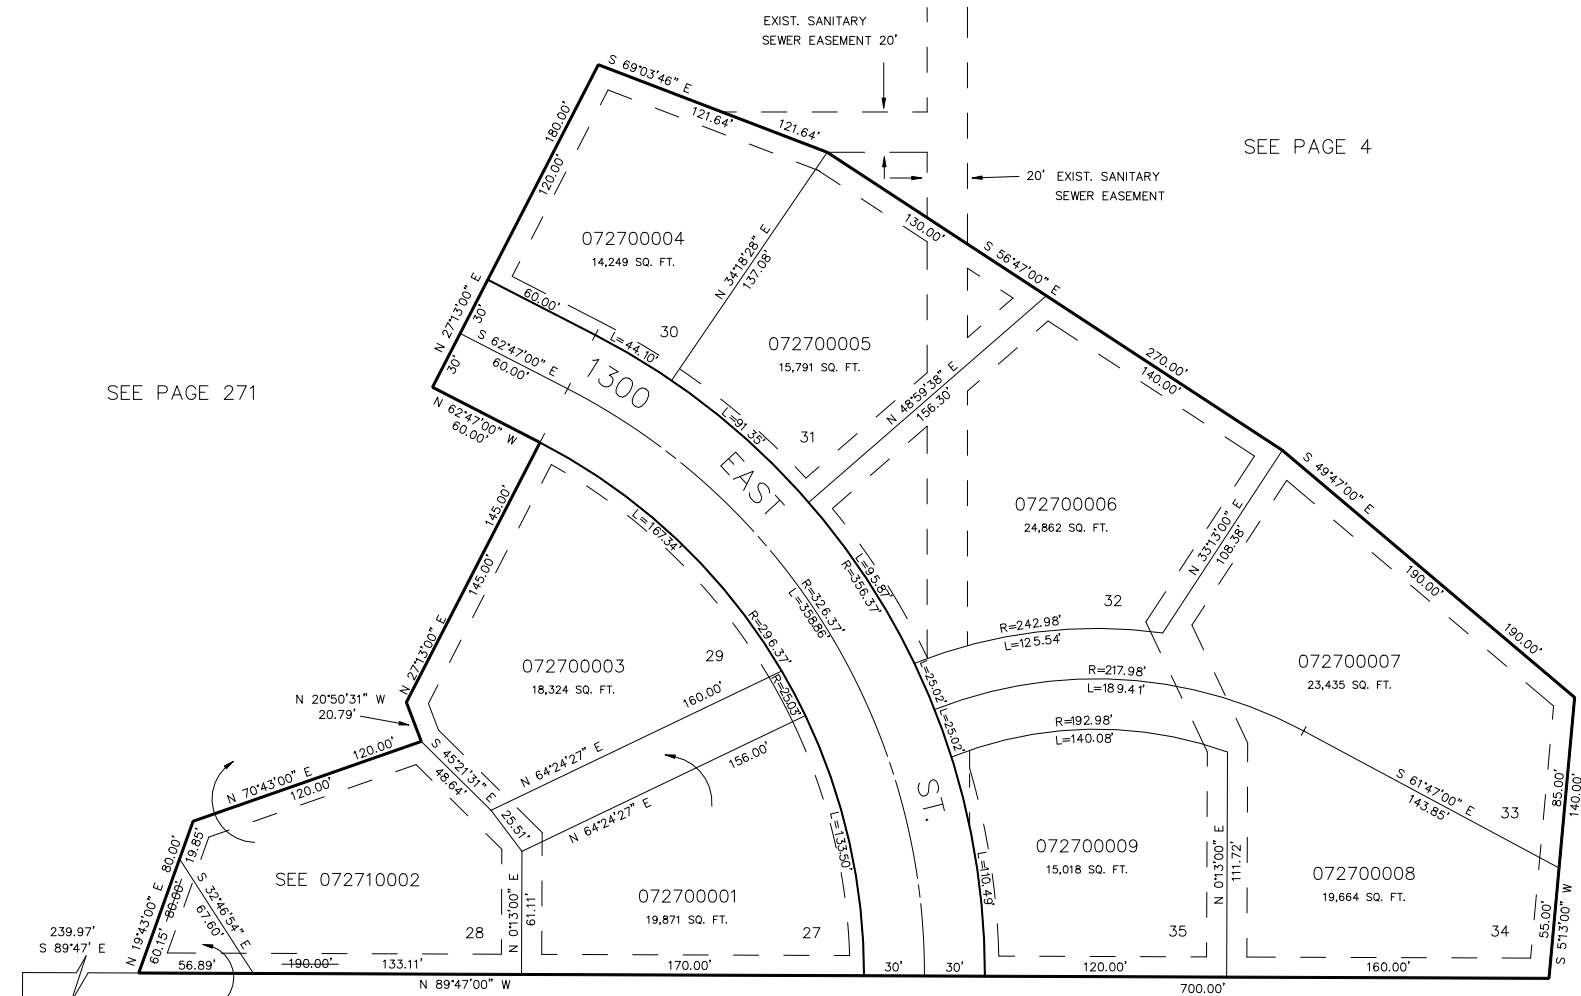 EXIST. SANITARY
SEWER EASEMENT 20'
S 69°03'46" E
121.64'
121.64'
180.00'
120.00'
SEE PAGE 4
20' EXIST. SANITARY
SEWER EASEMENT
130.00'
S 56°47'00" E
072700004
14,249 SQ. FT.
N 34°18'28" E
137.08'
N 27°13'00" E
30'
30'
60.00'
L=44.10'
30
S 62°47'00" E
60.00'
072700005
15,791 SQ. FT.
270.00'
140.00'
SEE PAGE 271
1300
EAST
ST.
N 62°47'00" W
60.00'
L=91.35'
31
N 48°59'38" E
156.30'
S 49°47'00" E
145.00'
145.00'
L=167.34'
072700006
24,862 SQ. FT.
N 33°13'00" E
108.38'
L=95.87'
R=356.37'
R=326.37'
L=358.86'
190.00'
190.00'
32
R=242.98'
L=125.54'
N 27°13'00" E
R=296.37'
29
072700003
18,324 SQ. FT.
072700007
23,435 SQ. FT.
L=25.02'
R=217.98'
L=189.41'
N 20°50'31" W
20.79'
160.00'
R=25.03'
L=25.02'
R=192.98'
L=140.08'
120.00'
S 45°21'31" E
48.64'
N 64°24'27" E
156.00'
N 70°43'00" E
120.00'
25.51'
N 64°24'27" E
S 61°47'00" E
143.85'
85.00'
140.00'
33
80.00'
19.85'
L=133.50'
072700009
15,018 SQ. FT.
N 0°13'00" E
111.72'
L=110.49'
SEE 072710002
S 32°46'54" E
67.60'
80.00'
N 19°43'00" E
60.15'
072700001
19,871 SQ. FT.
N 0°13'00" E
61.11'
072700008
19,664 SQ. FT.
55.00'
S 5°13'00" W
239.97'
S 89°47' E
28
27
35
34
56.89'
190.00'
133.11'
170.00'
30'
30'
120.00'
160.00'
N 89°47'00" W
700.00'